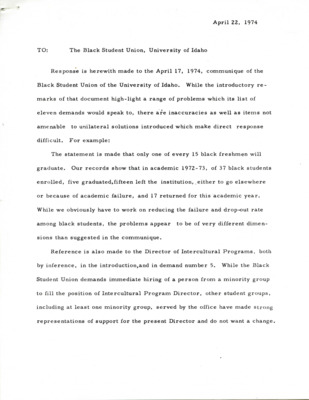 April 22, 1974
TO: The Black Student Union, University of Idaho
Response is herewith made to the April 17, 1974, communique of the
Black Student Union of the University of Idaho. While the introductory re-
marks of that document high-light a range of problems which its list of
eleven demands would speak to, there are inaccuracies as well as items not
amenable to unilateral solutions introduced which make direct response
difficult. For example:
The statement is made that only one of every 15 black freshmen will
graduate. Our records show that in academic 1972-73, of 37 black students
enrolled, five graduated,fifteen left the institution, either to go elsewhere
or because of academic failure, and 17 returned for this academic year.
While we obviously have to work on reducing the failure and drop-out rate
among black students, the problems appear to be of very different dimen-
sions than suggested in the communique.
Reference is also made to the Director of Intercultural Programs, both
by inference, in the introduction,and in demand number 5. While the Black
Student Union demands immediate hiring of a person from a minority group
to fill the position of Intercultural Program Director, other student groups,
including at least one minority group, served by the office have made strong
representations of support for the present Director and do not want a change.